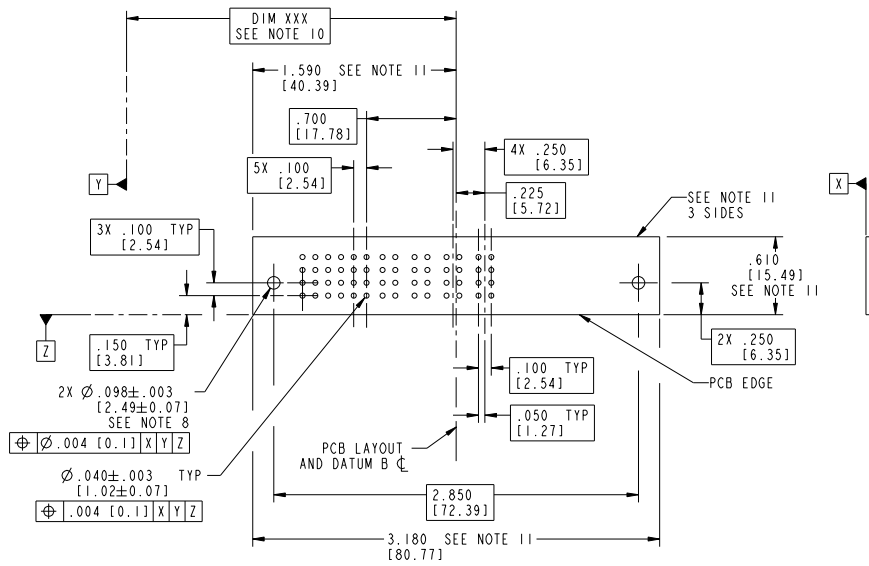 DIM XXX
SEE NOTE 10
1.590 SEE NOTE 11
[40.39]
.700
[17.78]
4X .250
[6.35]
5X .100
[2.54]
.225
[5.72]
Y
X
SEE NOTE 11
3 SIDES
3X .100 TYP
[2.54]
.610
[15.49]
SEE NOTE 11
Z
.150 TYP
[3.81]
2X .250
[6.35]
.100 TYP
[2.54]
PCB EDGE
2X Ø.098±.003
[2.49±0.07]
SEE NOTE 8
⌖ Ø.004 [0.1] X Y Z
.050 TYP
[1.27]
PCB LAYOUT
AND DATUM B ℄
Ø.040±.003 TYP
[1.02±0.07]
⌖ .004 [0.1] X Y Z
2.850
[72.39]
3.180 SEE NOTE 11
[80.77]